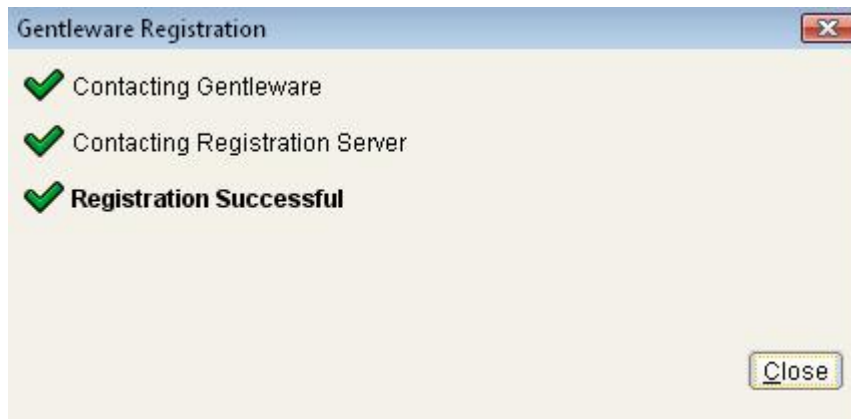 Gentleware Registration
Contacting Gentleware
Contacting Registration Server
Registration Successful
Close